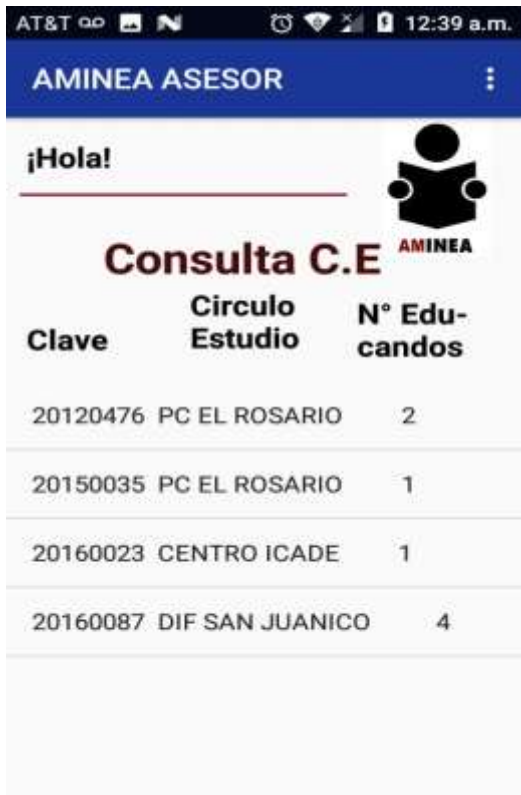 AT&T 12:39 a.m.
AMINEA ASESOR
¡Hola!
AMINEA
Consulta C.E
Clave Circulo Estudio N° Edu-candos
20120476 PC EL ROSARIO 2
20150035 PC EL ROSARIO 1
20160023 CENTRO ICADE 1
20160087 DIF SAN JUANICO 4